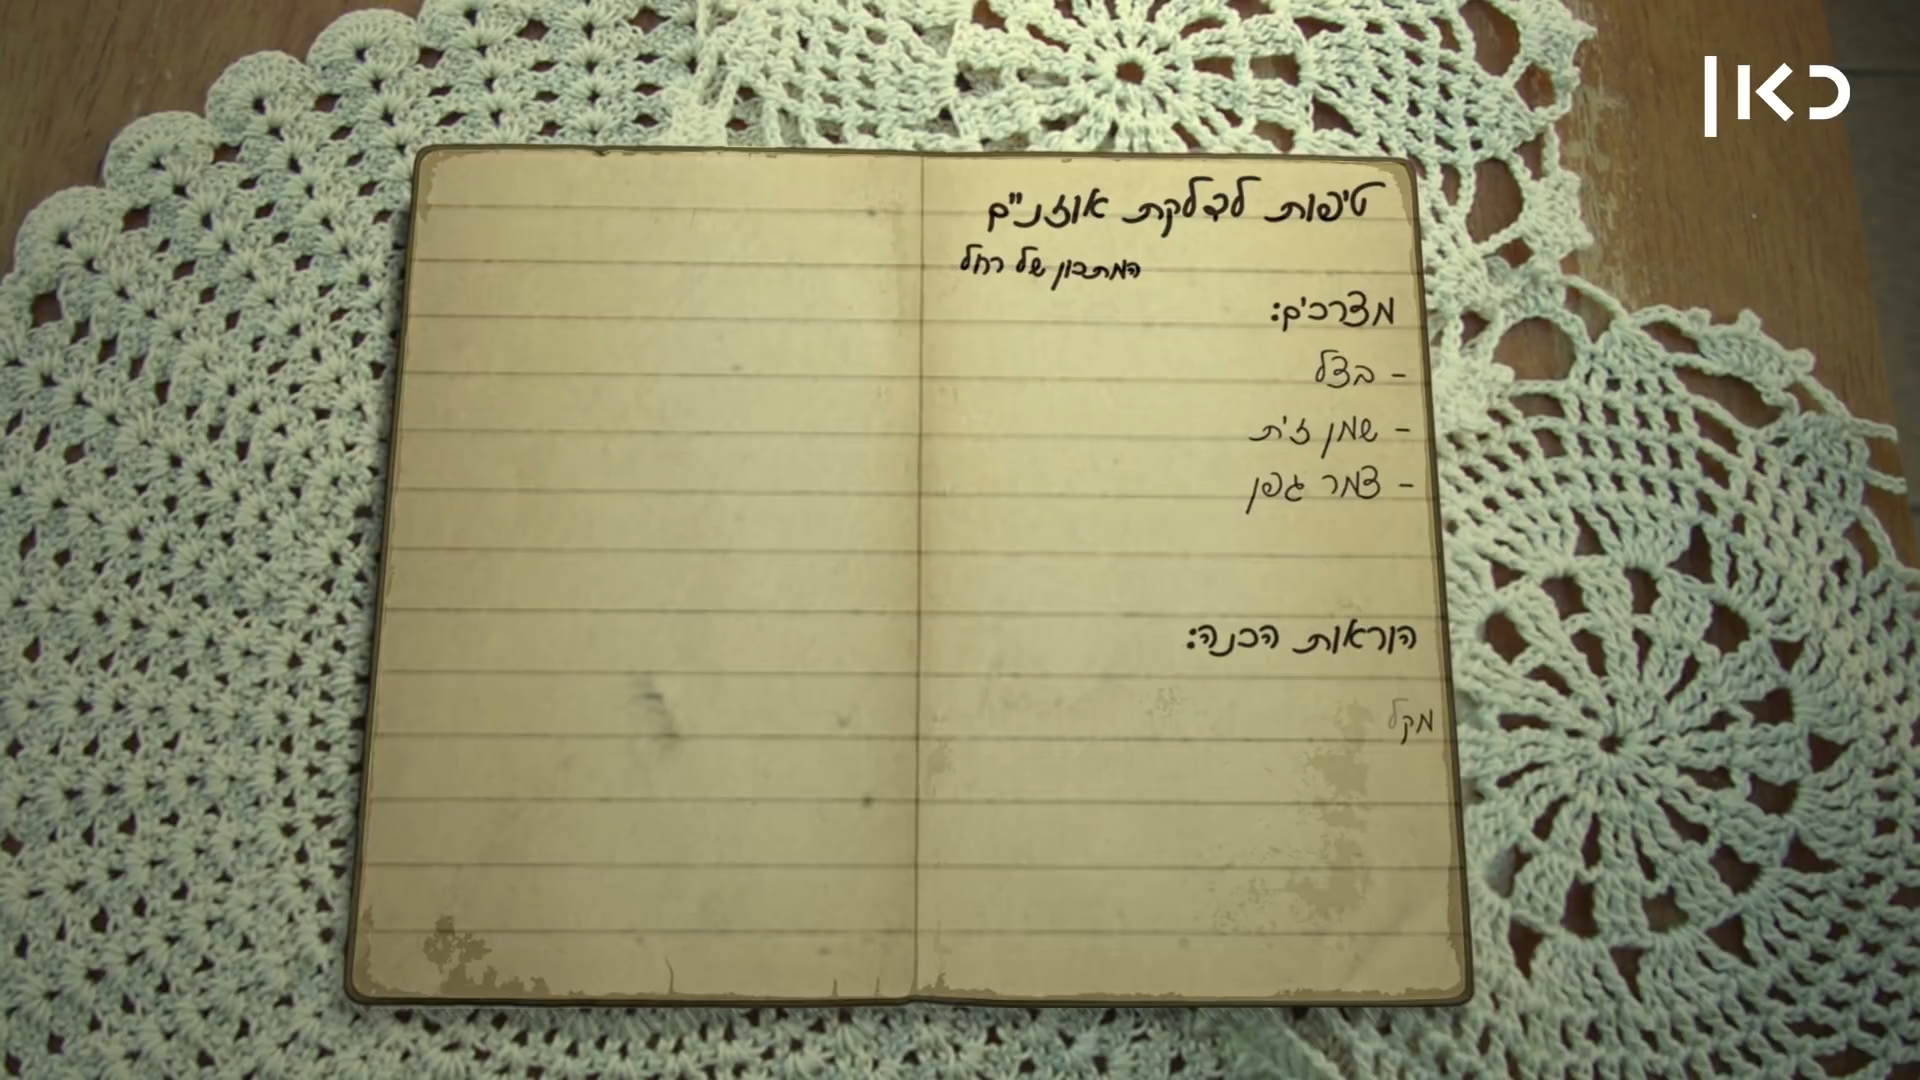 כאן
טיפות לדלקת אוזניים
המתכון של רחל
מצרכים:
- בצל
- שמן זית
- צמר גפן
הוראות הכנה:
מקל